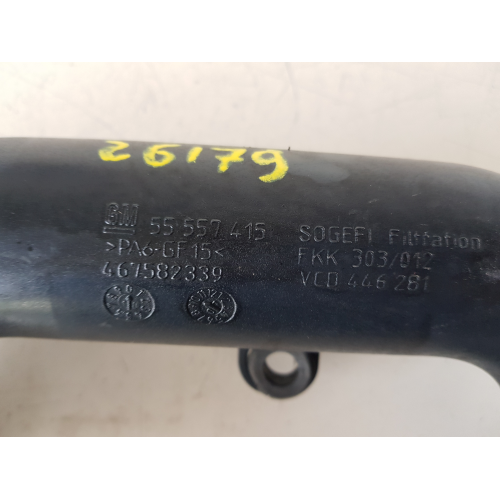 26179
GM 55 557 415 SOGEFI Filtration
>PA6-GF15< FKK 303/012
467582339 VCD 446 281